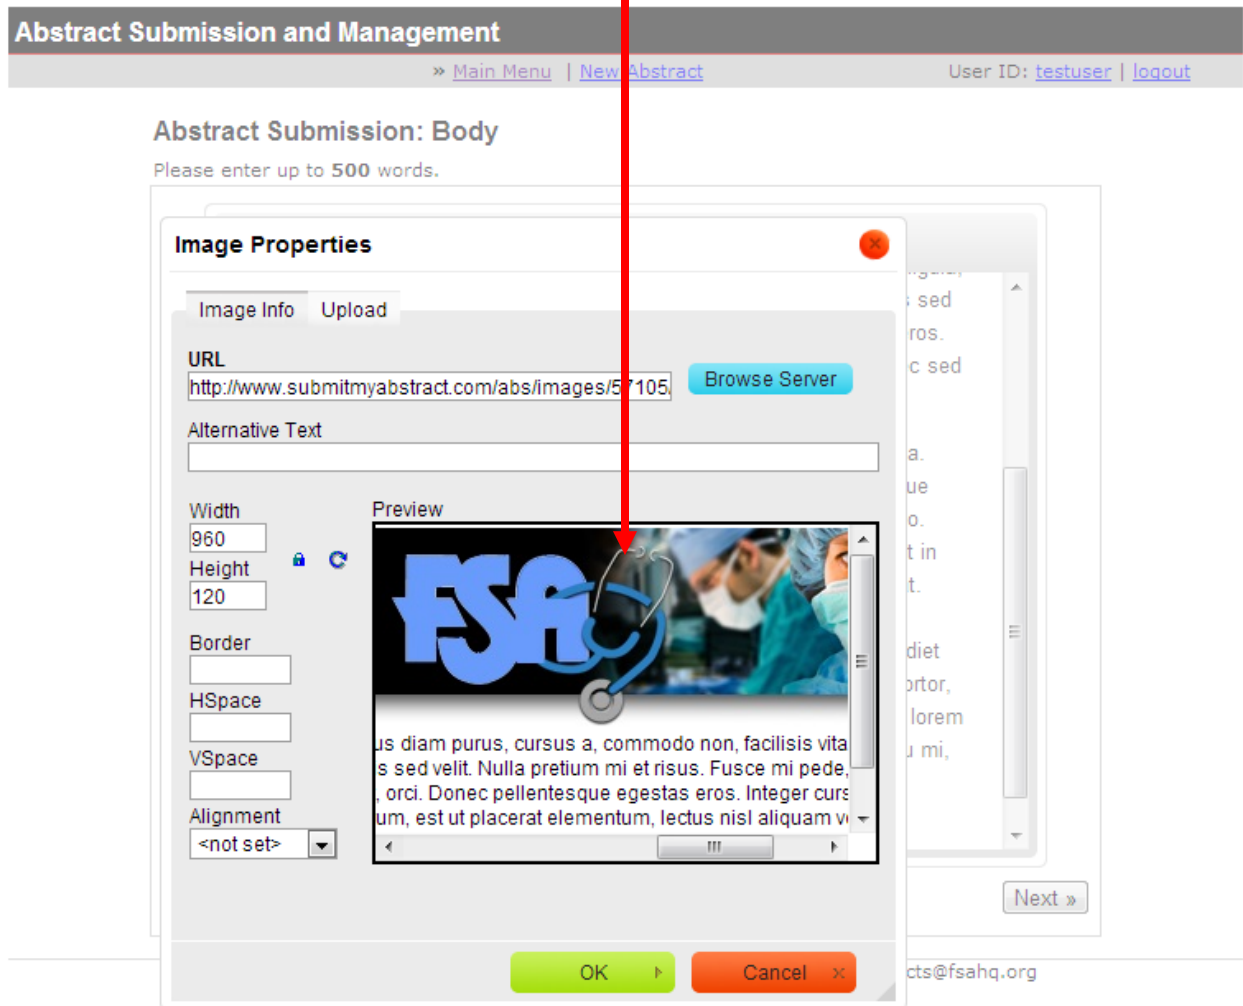 Abstract Submission and Management
» Main Menu | New Abstract User ID: testuser | logout
Abstract Submission: Body
Please enter up to 500 words.
Image Properties
Image Info Upload
URL
http://www.submitmyabstract.com/abs/images/57105/
Browse Server
Alternative Text
sed
ros.
c sed
a.
ue
o.
t in
t.
diet
ortor,
lorem
u mi,
Width
960
Height
120
Border
HSpace
VSpace
Alignment
<not set>
Preview
FSA
us diam purus, cursus a, commodo non, facilisis vita
s sed velit. Nulla pretium mi et risus. Fusce mi pede,
, orci. Donec pellentesque egestas eros. Integer curs
um, est ut placerat elementum, lectus nisl aliquam v
Next »
OK Cancel
cts@fsahq.org